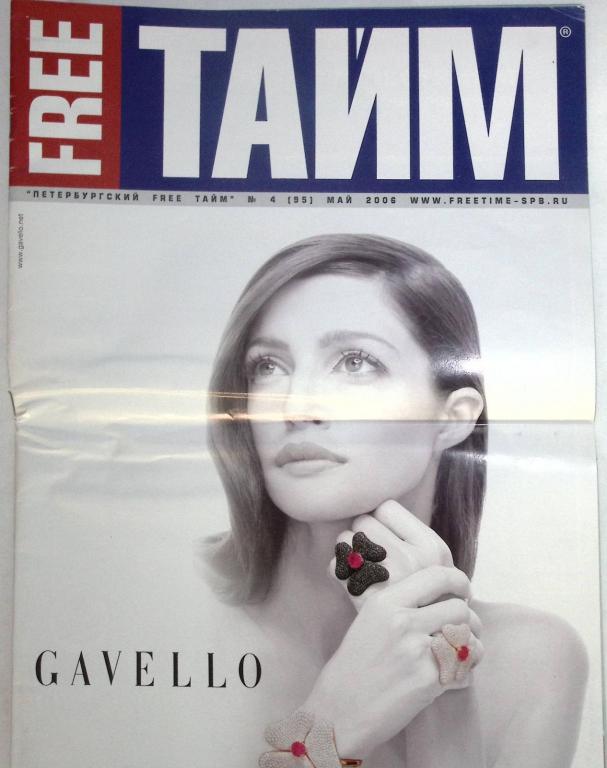 FREE
ТАЙМ®
"ПЕТЕРБУРГСКИЙ FREE ТАЙМ" № 4 [95] МАЙ 2006 WWW.FREETIME-SPB.RU
www.gavello.net
GAVELLO